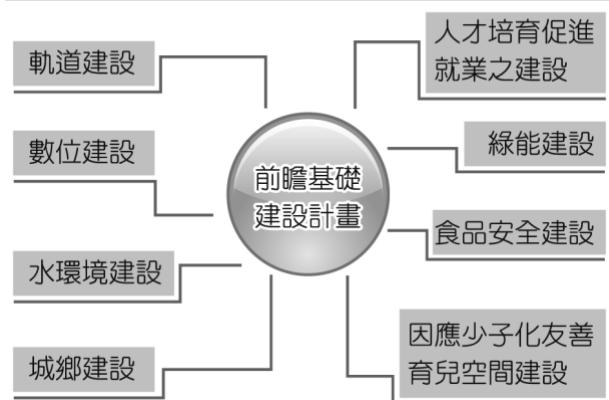 軌道建設
數位建設
水環境建設
城鄉建設
前瞻基礎
建設計畫
人才培育促進
就業之建設
綠能建設
食品安全建設
因應少子化友善
育兒空間建設